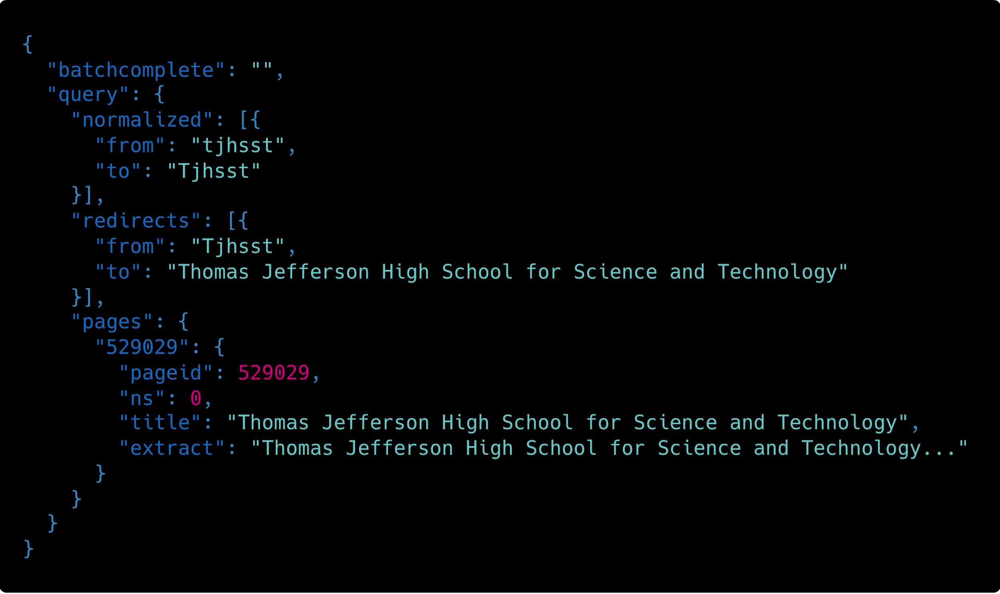 {
  "batchcomplete": "",
  "query": {
    "normalized": [{
      "from": "tjhsst",
      "to": "Tjhsst"
    }],
    "redirects": [{
      "from": "Tjhsst",
      "to": "Thomas Jefferson High School for Science and Technology"
    }],
    "pages": {
      "529029": {
        "pageid": 529029,
        "ns": 0,
        "title": "Thomas Jefferson High School for Science and Technology",
        "extract": "Thomas Jefferson High School for Science and Technology..."
      }
    }
  }
}